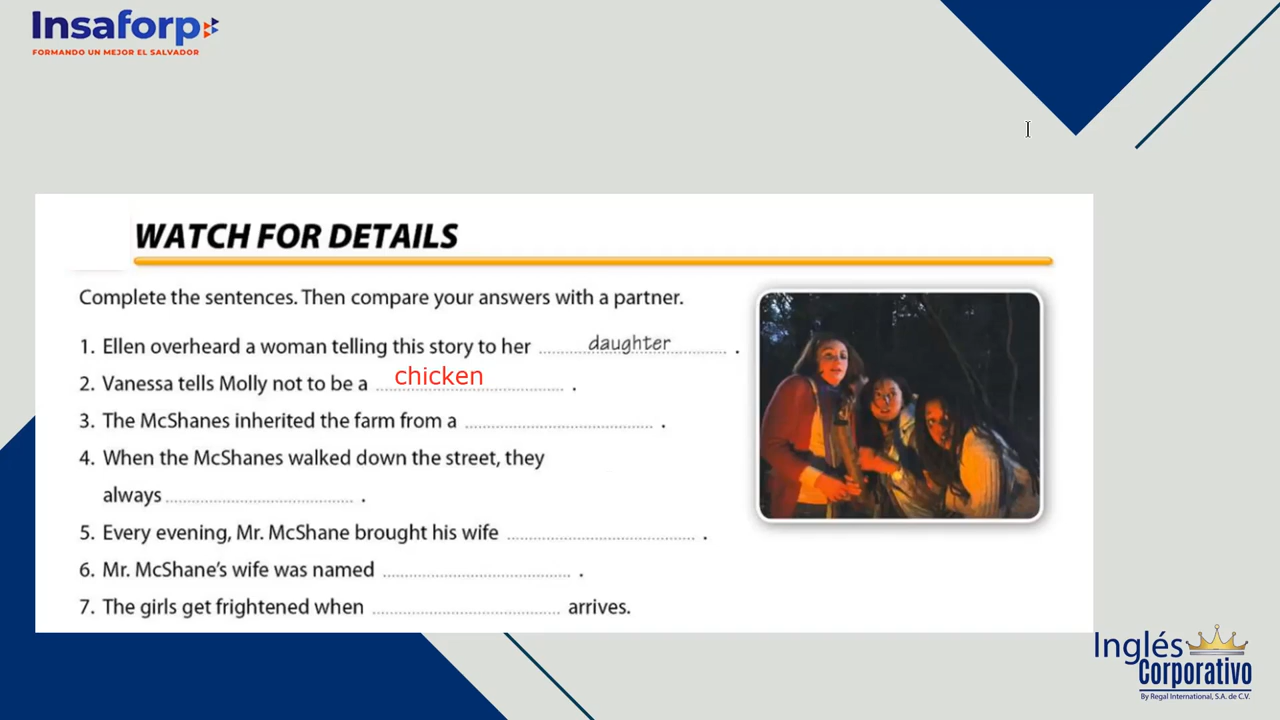 Insaforp
FORMANDO UN MEJOR EL SALVADOR
WATCH FOR DETAILS
Complete the sentences. Then compare your answers with a partner.
1. Ellen overheard a woman telling this story to her daughter .
2. Vanessa tells Molly not to be a chicken .
3. The McShanes inherited the farm from a .................... .
4. When the McShanes walked down the street, they
always .................... .
5. Every evening, Mr. McShane brought his wife .................... .
6. Mr. McShane's wife was named .................... .
7. The girls get frightened when .................... arrives.
Inglés
Corporativo
By Regal International, S.A. de C.V.